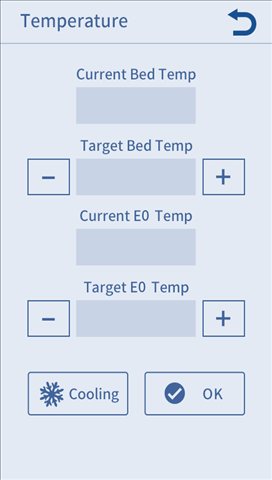 Temperature
Current Bed Temp
Target Bed Temp
− +
Current E0 Temp
Target E0 Temp
− +
Cooling OK